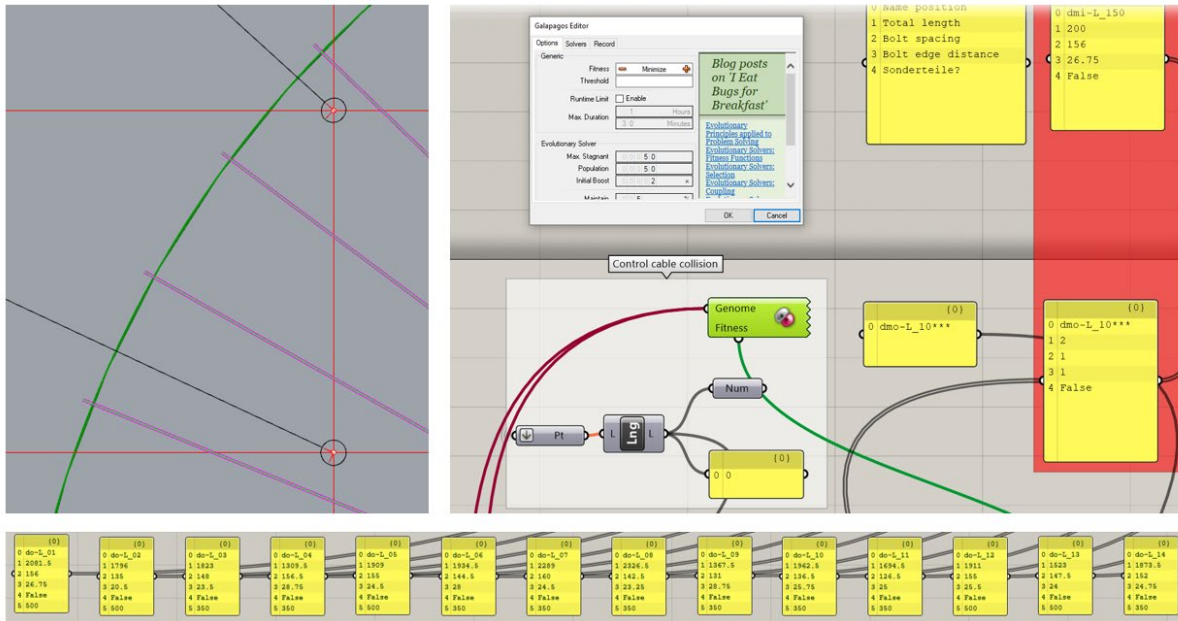 Galapagos Editor
Options Solvers Record
Generic
Fitness Minimize
Threshold
Runtime Limit Enable
Max. Duration 1 Hours
3 0 Minutes
Evolutionary Solver
Max. Stagnant 5 0
Population 5 0
Initial Boost 2 x
Maintain 5 %
Blog posts
on 'I Eat
Bugs for
Breakfast'
Evolutionary
Principles applied to
Problem Solving
Evolutionary Solvers:
Fitness Functions
Evolutionary Solvers:
Selection
Evolutionary Solvers:
Coupling
OK Cancel
0 Name position
1 Total length
2 Bolt spacing
3 Bolt edge distance
4 Sonderteile?
0 dmi-L_150
1 200
2 156
3 26.75
4 False
Control cable collision
Genome
Fitness
Num
Pt
L Lng L
{0}
0 0
{0}
0 dmo-L_10***
{0}
0 dmo-L_10***
1 2
2 1
3 1
4 False
{0}
0 do-L_01
1 2081.5
2 156
3 26.75
4 False
5 500
{0}
0 do-L_02
1 1796
2 135
3 20.5
4 False
5 500
{0}
0 do-L_03
1 1823
2 148
3 23.5
4 False
5 500
{0}
0 do-L_04
1 1309.5
2 156.5
3 28.75
4 False
5 350
{0}
0 do-L_05
1 1909
2 155
3 24.5
4 False
5 500
{0}
0 do-L_06
1 1934.5
2 144.5
3 28
4 False
5 350
{0}
0 do-L_07
1 2289
2 160
3 24.5
4 False
5 350
{0}
0 do-L_08
1 2326.5
2 142.5
3 23.25
4 False
5 350
{0}
0 do-L_09
1 1367.5
2 131
3 28.75
4 False
5 350
{0}
0 do-L_10
1 1962.5
2 136.5
3 25.75
4 False
5 350
{0}
0 do-L_11
1 1694.5
2 126.5
3 25
4 False
5 350
{0}
0 do-L_12
1 1911
2 155
3 25.5
4 False
5 500
{0}
0 do-L_13
1 1523
2 147.5
3 24
4 False
5 350
{0}
0 do-L_14
1 1873.5
2 152
3 24.75
4 False
5 350